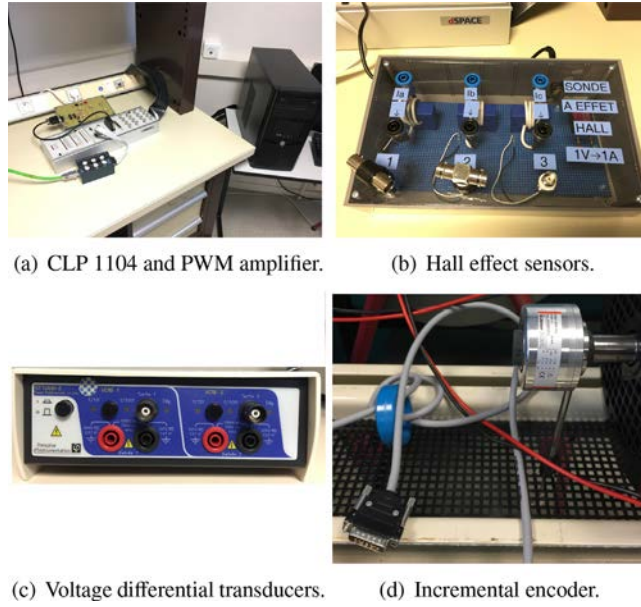 dSPACE
Ia
Ib
Ic
SONDE
A EFFET
HALL
1V→1A
1
2
3
(a) CLP 1104 and PWM amplifier.
(b) Hall effect sensors.
(c) Voltage differential transducers.
(d) Incremental encoder.